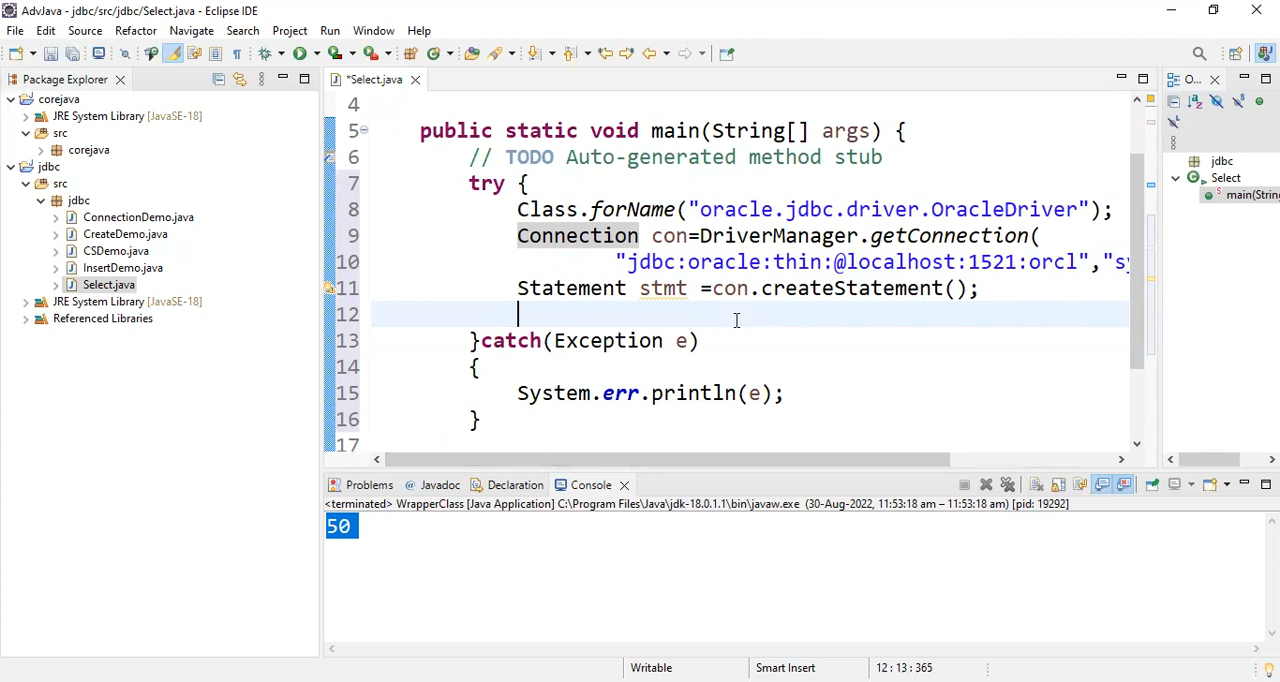 AdvJava - jdbc/src/jdbc/Select.java - Eclipse IDE
File Edit Source Refactor Navigate Search Project Run Window Help
Package Explorer
corejava
JRE System Library [JavaSE-18]
src
corejava
jdbc
src
jdbc
ConnectionDemo.java
CreateDemo.java
CSDemo.java
InsertDemo.java
Select.java
JRE System Library [JavaSE-18]
Referenced Libraries
*Select.java
4
5 public static void main(String[] args) {
6 // TODO Auto-generated method stub
7 try {
8 Class.forName("oracle.jdbc.driver.OracleDriver");
9 Connection con=DriverManager.getConnection(
10 "jdbc:oracle:thin:@localhost:1521:orcl","sy
11 Statement stmt =con.createStatement();
12
13 }catch(Exception e)
14 {
15 System.err.println(e);
16 }
17
O...
jdbc
Select
main(String
Problems Javadoc Declaration Console
<terminated> WrapperClass [Java Application] C:\Program Files\Java\jdk-18.0.1.1\bin\javaw.exe (30-Aug-2022, 11:53:18 am – 11:53:18 am) [pid: 19292]
50
Writable Smart Insert 12 : 13 : 365